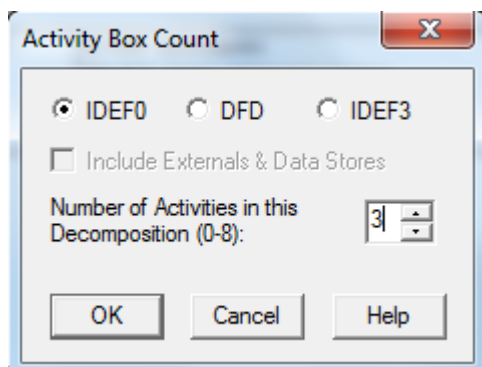 Activity Box Count
IDEF0 DFD IDEF3
Include Externals & Data Stores
Number of Activities in this
Decomposition (0-8):
3
OK Cancel Help